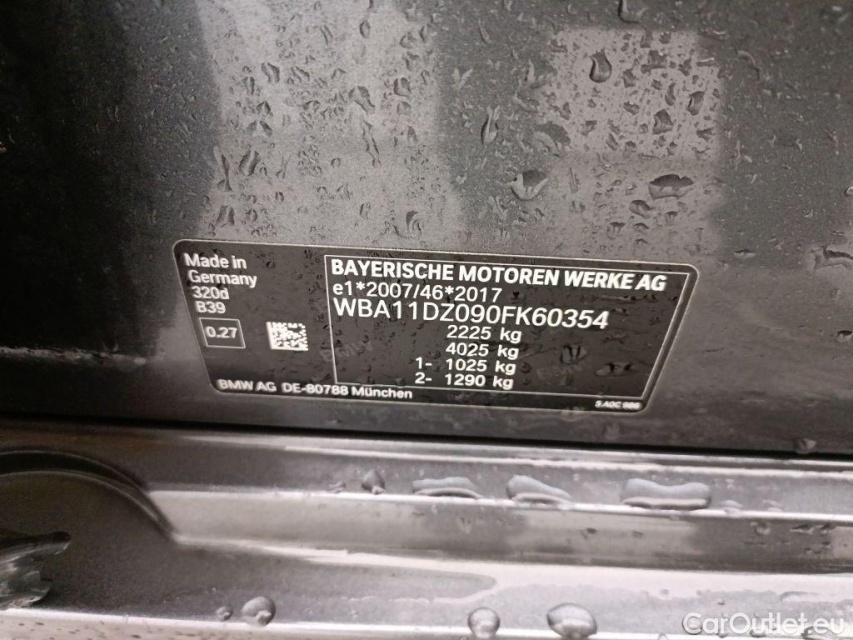 Made in
Germany
320d
B39
0.27
BMW AG DE-80788 München
BAYERISCHE MOTOREN WERKE AG
e1*2007/46*2017
WBA11DZ090FK60354
2225 kg
4025 kg
1- 1025 kg
2- 1290 kg
CarOutlet.eu